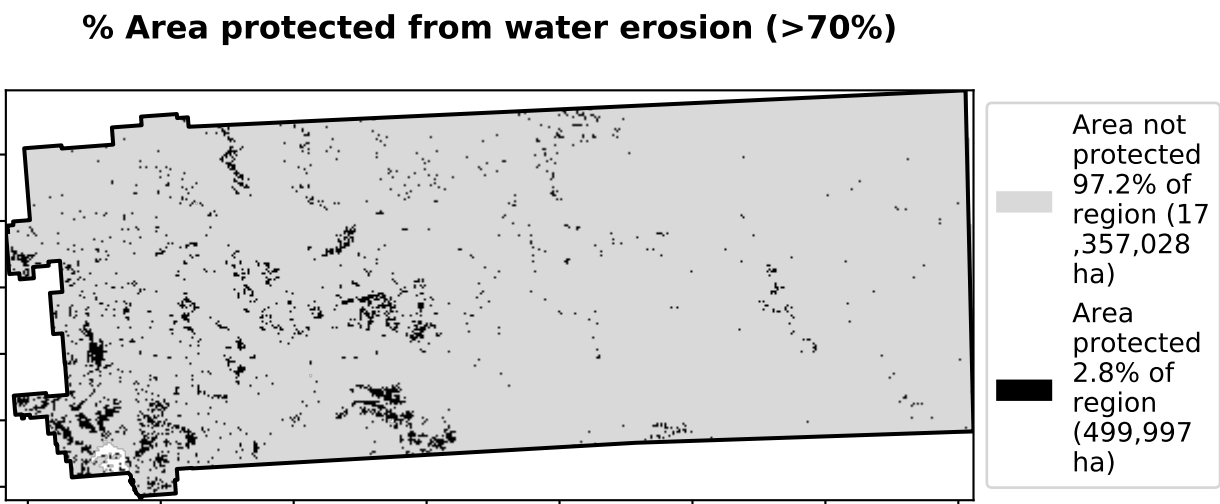 % Area protected from water erosion (>70%)
Area not
protected
97.2% of
region (17
,357,028
ha)
Area
protected
2.8% of
region
(499,997
ha)